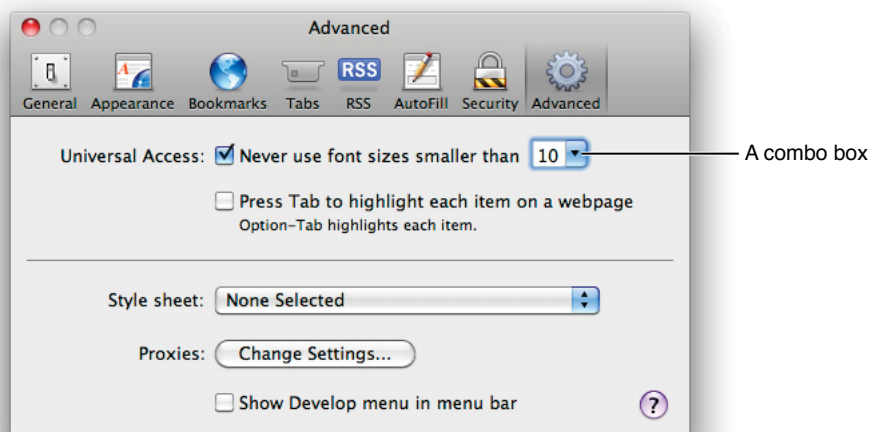 Advanced
RSS
General Appearance Bookmarks Tabs RSS AutoFill Security Advanced
Universal Access: Never use font sizes smaller than 10 A combo box
Press Tab to highlight each item on a webpage
Option-Tab highlights each item.
Style sheet: None Selected
Proxies: Change Settings...
Show Develop menu in menu bar ?